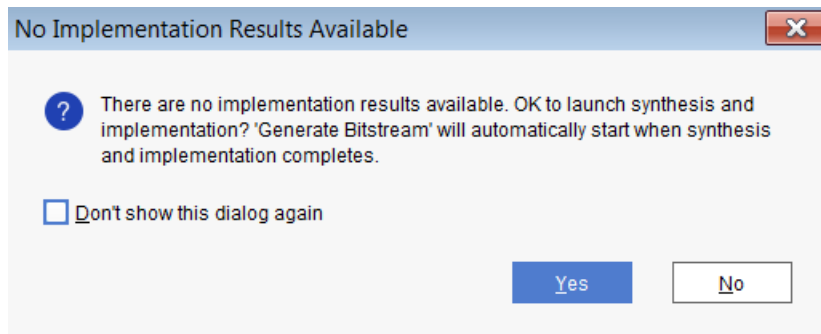 No Implementation Results Available
There are no implementation results available. OK to launch synthesis and
implementation? 'Generate Bitstream' will automatically start when synthesis
and implementation completes.
Don't show this dialog again
Yes No